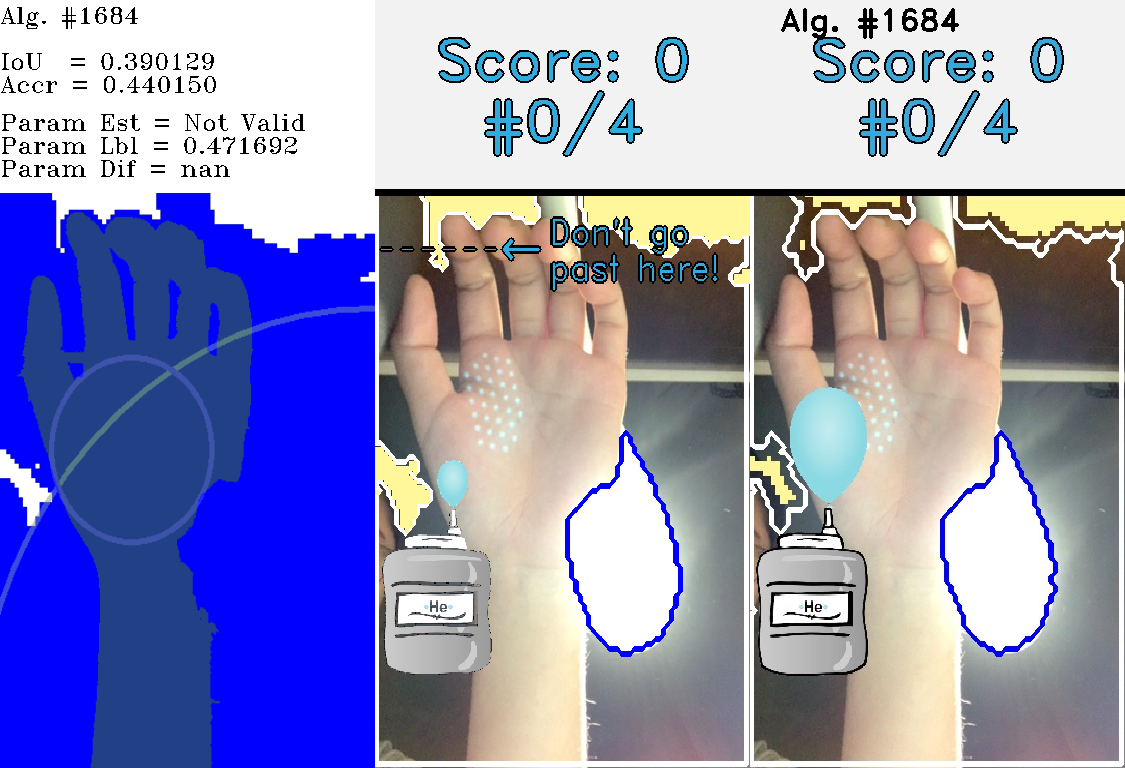 Alg. #1684
IoU = 0.390129
Accr = 0.440150
Param Est = Not Valid
Param Lbl = 0.471692
Param Dif = nan
Score: 0
#0/4
Don't go
past here!
He
Alg. #1684
Score: 0
#0/4
He